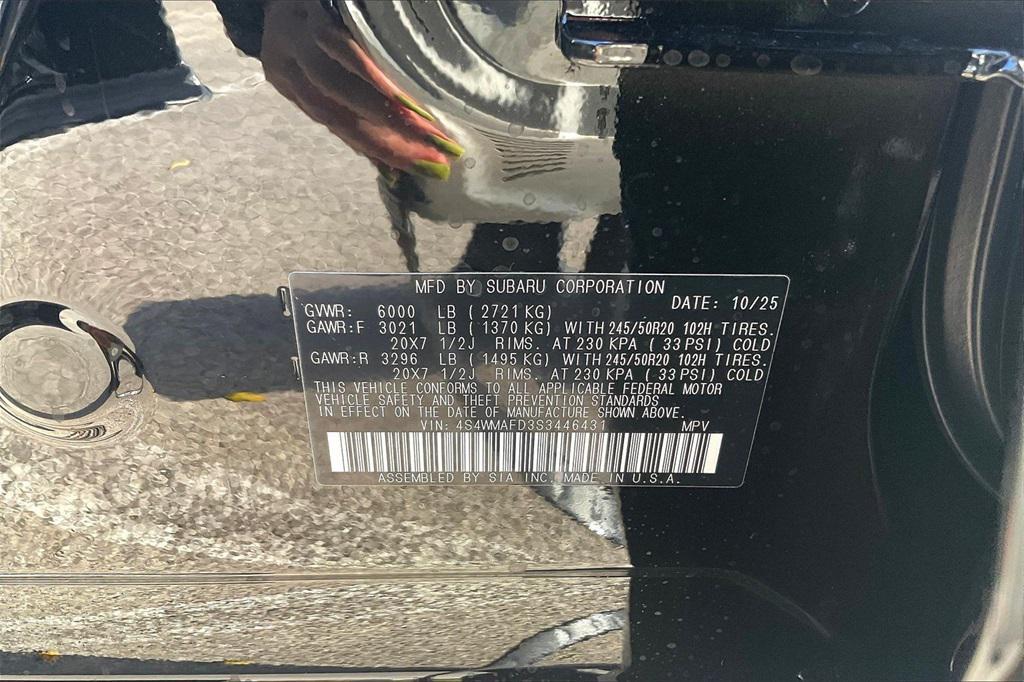 MFD BY SUBARU CORPORATION
DATE: 10/25
GVWR: 6000 LB ( 2721 KG)
GAWR:F 3021 LB ( 1370 KG) WITH 245/50R20 102H TIRES.
20X7 1/2J RIMS. AT 230 KPA ( 33 PSI) COLD
GAWR:R 3296 LB ( 1495 KG) WITH 245/50R20 102H TIRES.
20X7 1/2J RIMS. AT 230 KPA ( 33 PSI) COLD
THIS VEHICLE CONFORMS TO ALL APPLICABLE FEDERAL MOTOR
VEHICLE SAFETY AND THEFT PREVENTION STANDARDS
IN EFFECT ON THE DATE OF MANUFACTURE SHOWN ABOVE.
VIN: 4S4WMAFD3S3446431 MPV
ASSEMBLED BY SIA INC. MADE IN U.S.A.